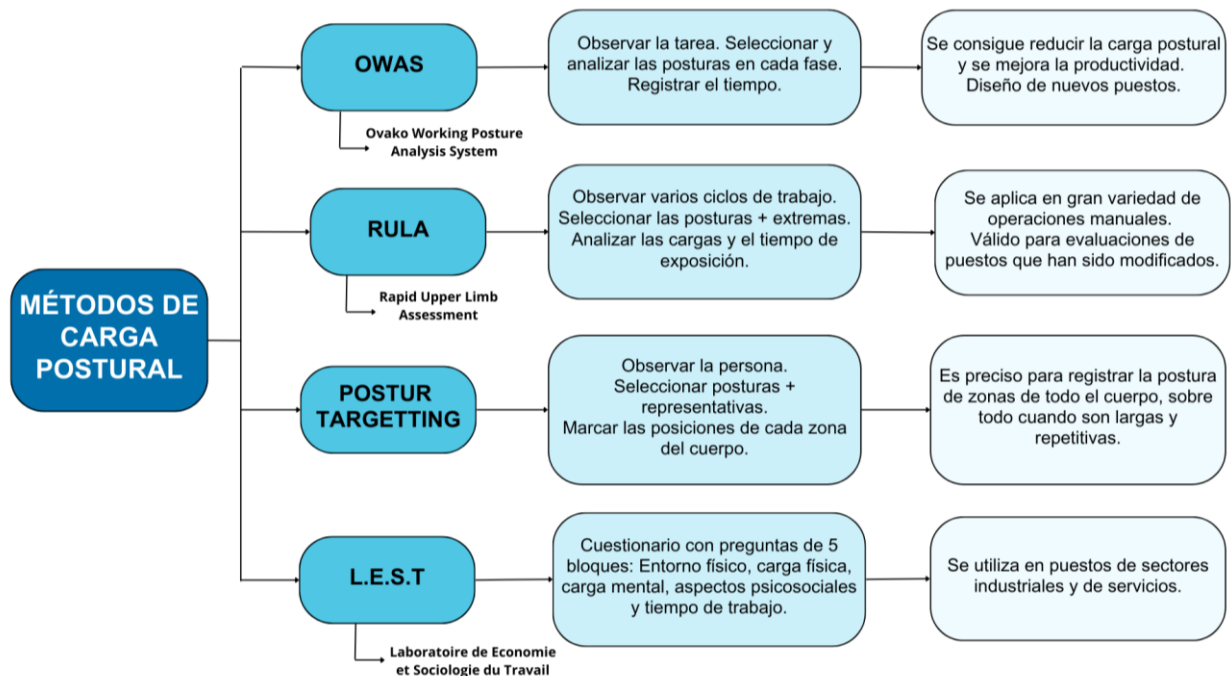 MÉTODOS DE
CARGA
POSTURAL
OWAS
Ovako Working Posture
Analysis System
Observar la tarea. Seleccionar y
analizar las posturas en cada fase.
Registrar el tiempo.
Se consigue reducir la carga postural
y se mejora la productividad.
Diseño de nuevos puestos.
RULA
Rapid Upper Limb
Assessment
Observar varios ciclos de trabajo.
Seleccionar las posturas + extremas.
Analizar las cargas y el tiempo de
exposición.
Se aplica en gran variedad de
operaciones manuales.
Válido para evaluaciones de
puestos que han sido modificados.
POSTUR
TARGETTING
Observar la persona.
Seleccionar posturas +
representativas.
Marcar las posiciones de cada zona
del cuerpo.
Es preciso para registrar la postura
de zonas de todo el cuerpo, sobre
todo cuando son largas y
repetitivas.
L.E.S.T
Laboratoire de Economie
et Sociologie du Travail
Cuestionario con preguntas de 5
bloques: Entorno físico, carga física,
carga mental, aspectos psicosociales
y tiempo de trabajo.
Se utiliza en puestos de sectores
industriales y de servicios.